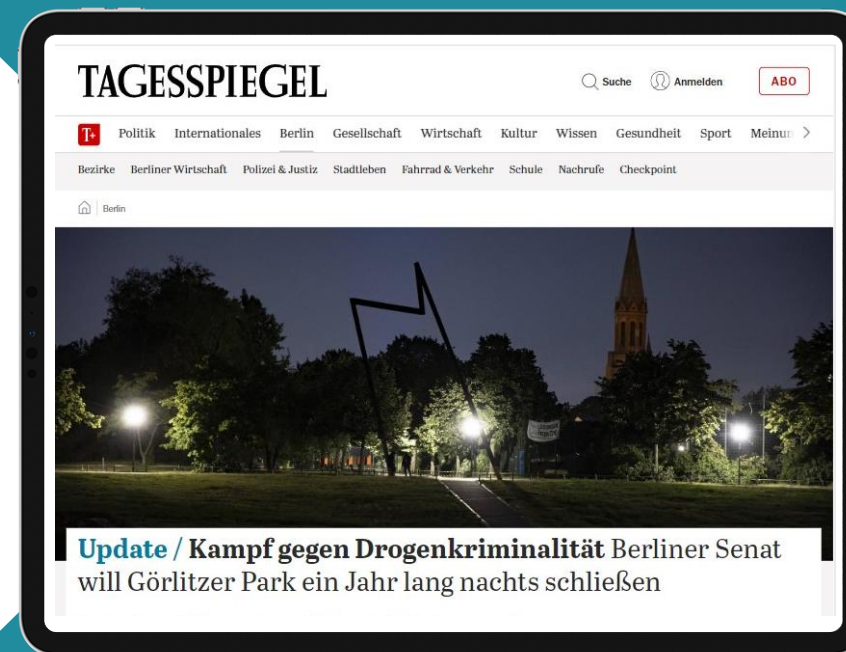 TAGESSPIEGEL
Suche Anmelden ABO
T+ Politik Internationales Berlin Gesellschaft Wirtschaft Kultur Wissen Gesundheit Sport
Bezirke Berliner Wirtschaft Polizei & Justiz Stadtleben Fahrrad & Verkehr Schule Nachrufe Checkpoint
Berlin
Update / Kampf gegen Drogenkriminalität Berliner Senat
will Görlitzer Park ein Jahr lang nachts schließen